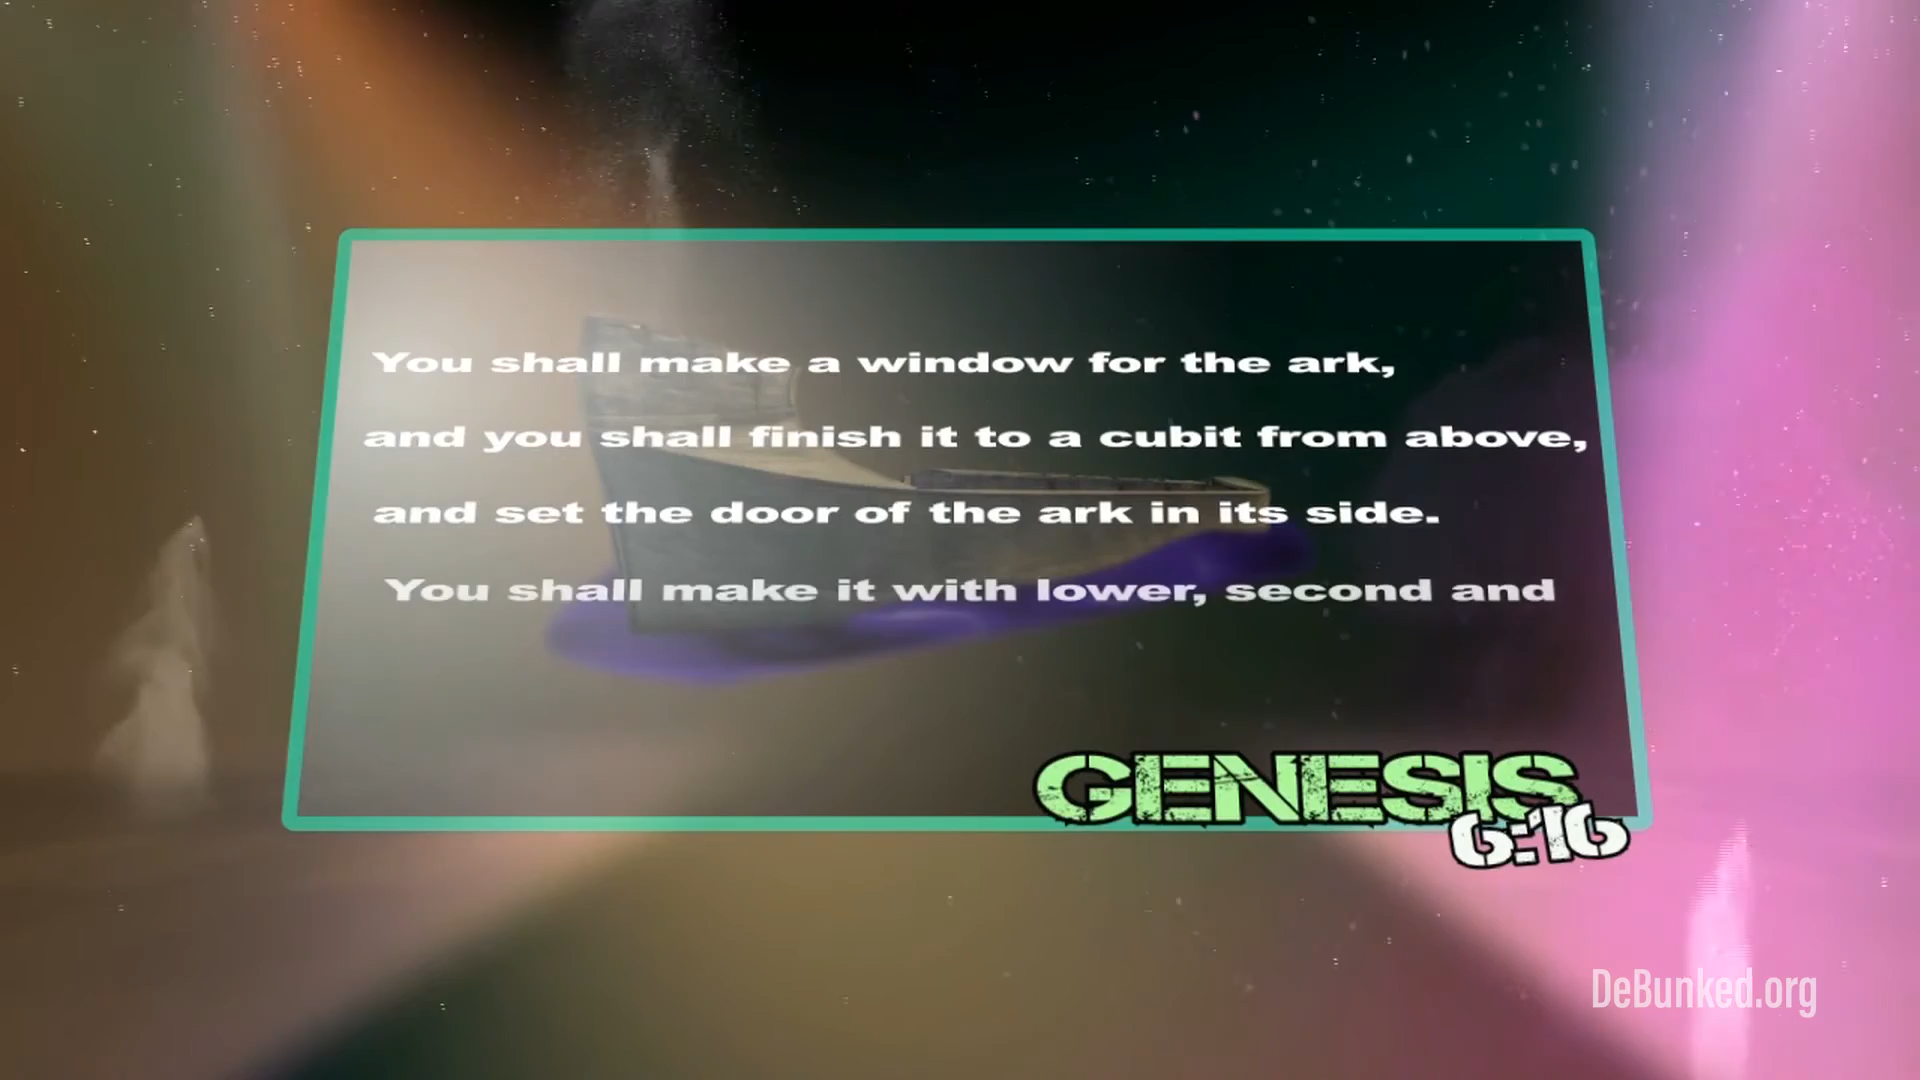 You shall make a window for the ark,
and you shall finish it to a cubit from above,
and set the door of the ark in its side.
You shall make it with lower, second and
GENESIS
6:16
DeBunked.org